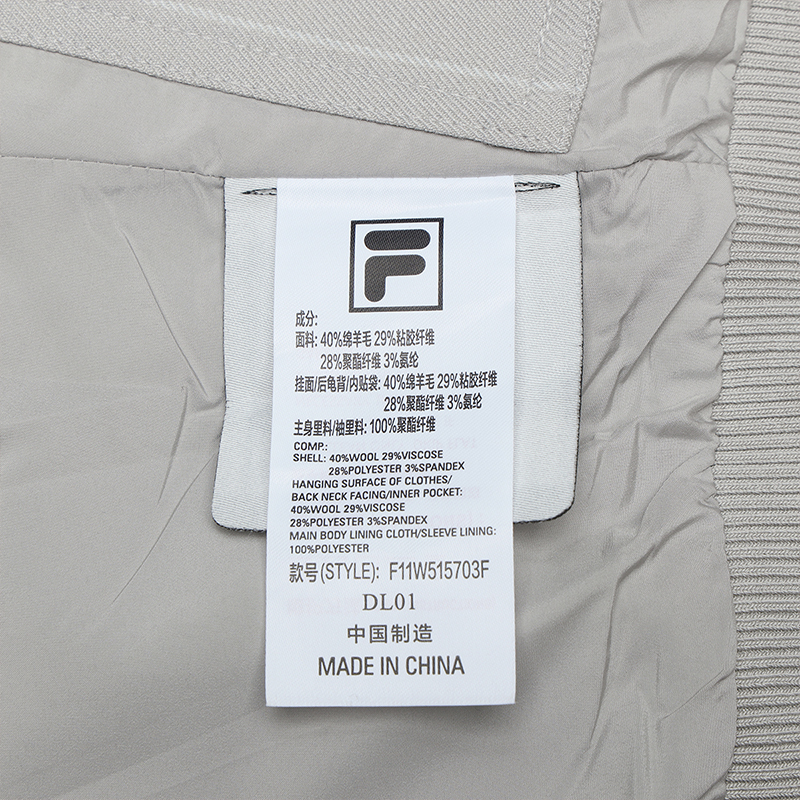 F
成分:
面料: 40%绵羊毛 29%粘胶纤维
28%聚酯纤维 3%氨纶
挂面/后龟背/内贴袋: 40%绵羊毛 29%粘胶纤维
28%聚酯纤维 3%氨纶
主身里料/袖里料: 100%聚酯纤维
COMP.:
SHELL: 40%WOOL 29%VISCOSE
28%POLYESTER 3%SPANDEX
HANGING SURFACE OF CLOTHES/
BACK NECK FACING/INNER POCKET:
40%WOOL 29%VISCOSE
28%POLYESTER 3%SPANDEX
MAIN BODY LINING CLOTH/SLEEVE LINING:
100%POLYESTER
款号(STYLE): F11W515703F
DL01
中国制造
MADE IN CHINA